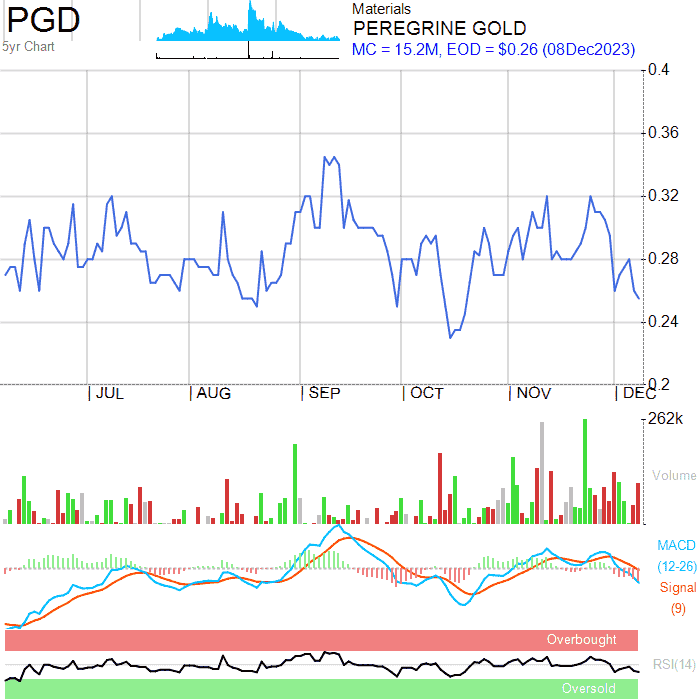 PGD
5yr Chart
Materials
PEREGRINE GOLD
MC = 15.2M, EOD = $0.26 (08Dec2023)
0.4
0.36
0.32
0.28
0.24
0.2
JUL AUG SEP OCT NOV DEC
262k
Volume
MACD
(12-26)
Signal
(9)
Overbought
RSI(14)
Oversold